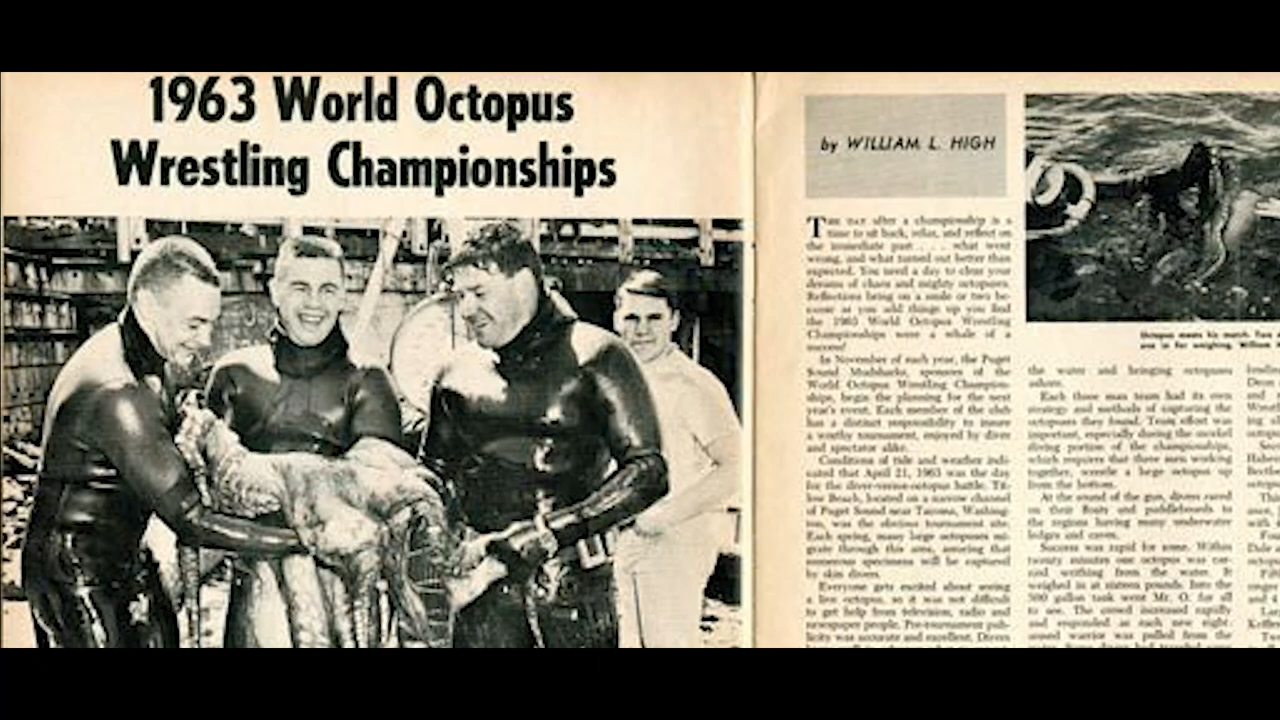 1963 World Octopus
Wrestling Championships
by WILLIAM L. HIGH
THE DAY after a championship is a
time to sit back, relax, and reflect on
the immediate past . . . what went
wrong, and what turned out better than
expected. You need a day to clear your
dreams of chaos and mighty octopuses.
Reflections bring on a smile or two be-
cause as you add things up you find
the 1963 World Octopus Wrestling
Championships were a whale of a
success!
In November of each year, the Puget
Sound Mudsharks, sponsors of the
World Octopus Wrestling Champion-
ships, begin the planning for the next
year's event. Each member of the club
has a distinct responsibility to insure
a worthy tournament, enjoyed by diver
and spectator alike.
Conditions of tide and weather indi-
cated that April 21, 1963 was the day
for the diver-versus-octopus battle. Tit-
low Beach, located on a narrow channel
of Puget Sound near Tacoma, Washing-
ton, was the obvious tournament site.
Each spring, many large octopuses mi-
grate through this area, assuring that
numerous specimens will be captured
by skin divers.
Everyone gets excited about seeing
a live octopus, so it was not difficult
to get help from television, radio and
newspaper people. Pre-tournament pub-
licity was accurate and excellent. Divers
Octopus meets his match. Two
one in for weighing. William H
the water and bringing octopuses
ashore.
Each three man team had its own
strategy and methods of capturing the
octopuses they found. Team effort was
important, especially during the
diving portion of the championships,
which requires that three men working
together, wrestle a large octopus up
from the bottom.
At the sound of the gun, divers raced
on their floats and paddleboards to
the regions having many underwater
ledges and caves.
Success was rapid for some. Within
twenty minutes one octopus was car-
ried writhing from the water. It
weighed in at sixteen pounds. Into the
500 gallon tank went Mr. O. for all
to see. The crowd increased rapidly
and responded as each new eight-
armed warrior was pulled from the
water. Some divers had traveled